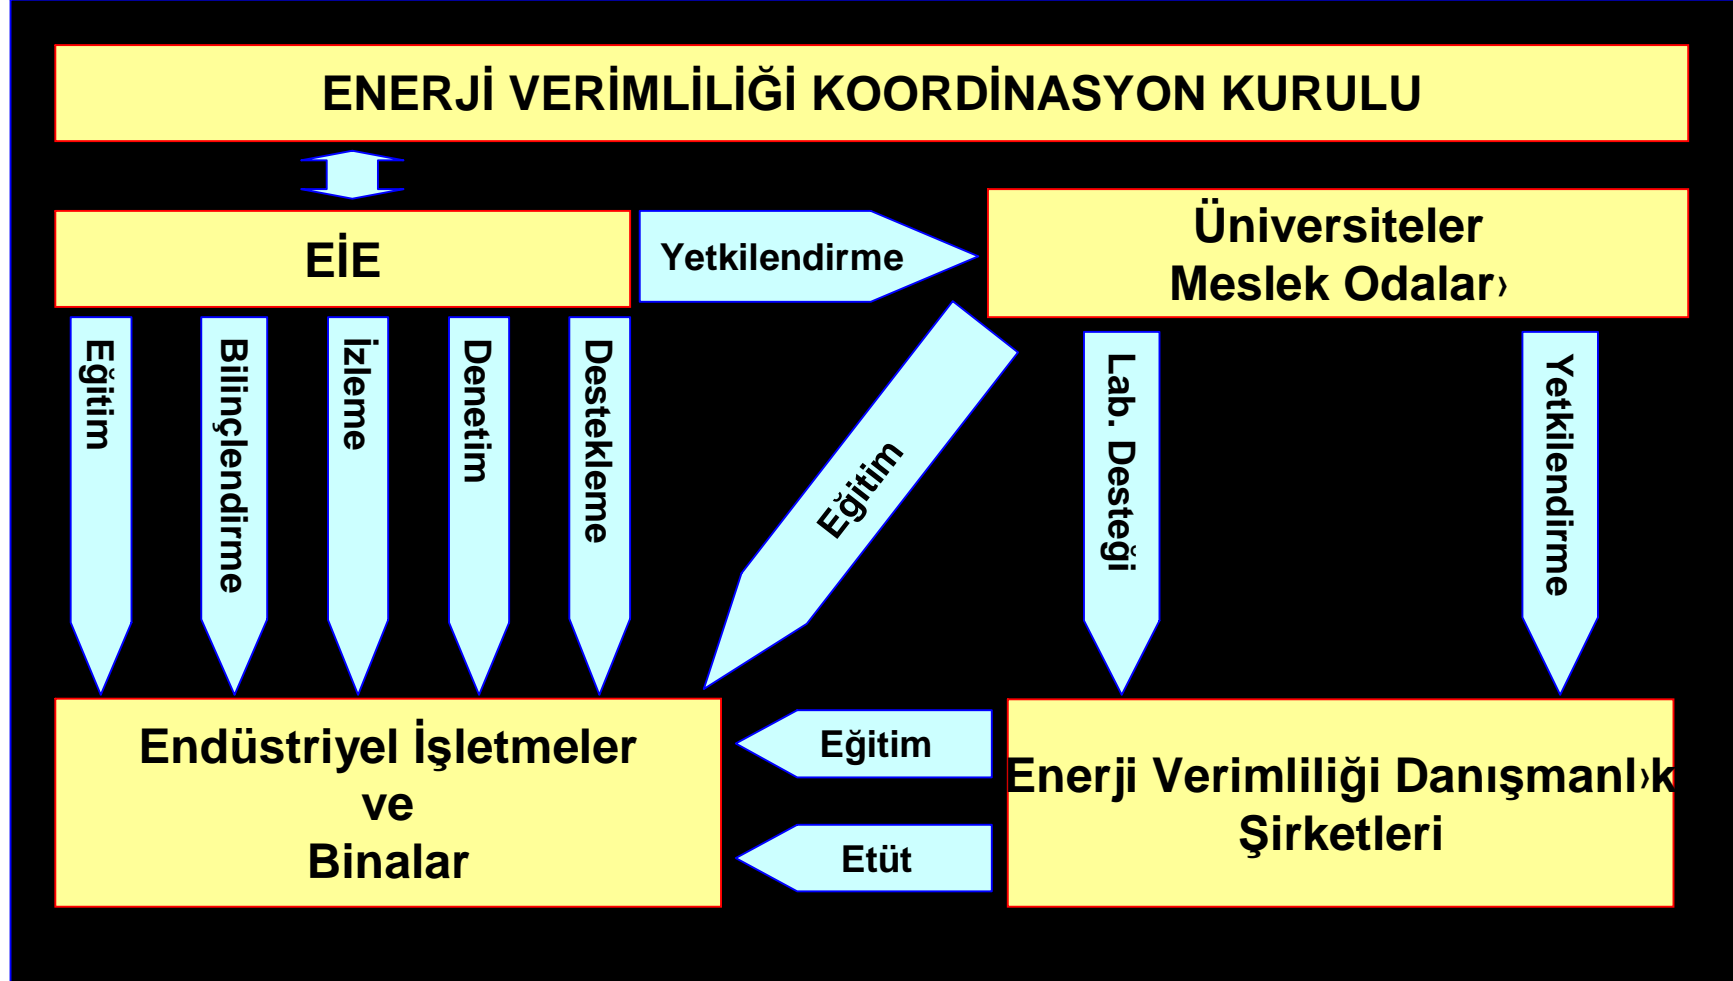 ENERJİ VERİMLİLİĞİ KOORDİNASYON KURULU
EİE
Yetkilendirme
Üniversiteler
Meslek Odalar›
Eğitim
Bilinçlendirme
İzleme
Denetim
Destekleme
Eğitim
Lab. Desteği
Yetkilendirme
Endüstriyel İşletmeler
ve
Binalar
Eğitim
Etüt
Enerji Verimliliği Danışmanl›k
Şirketleri